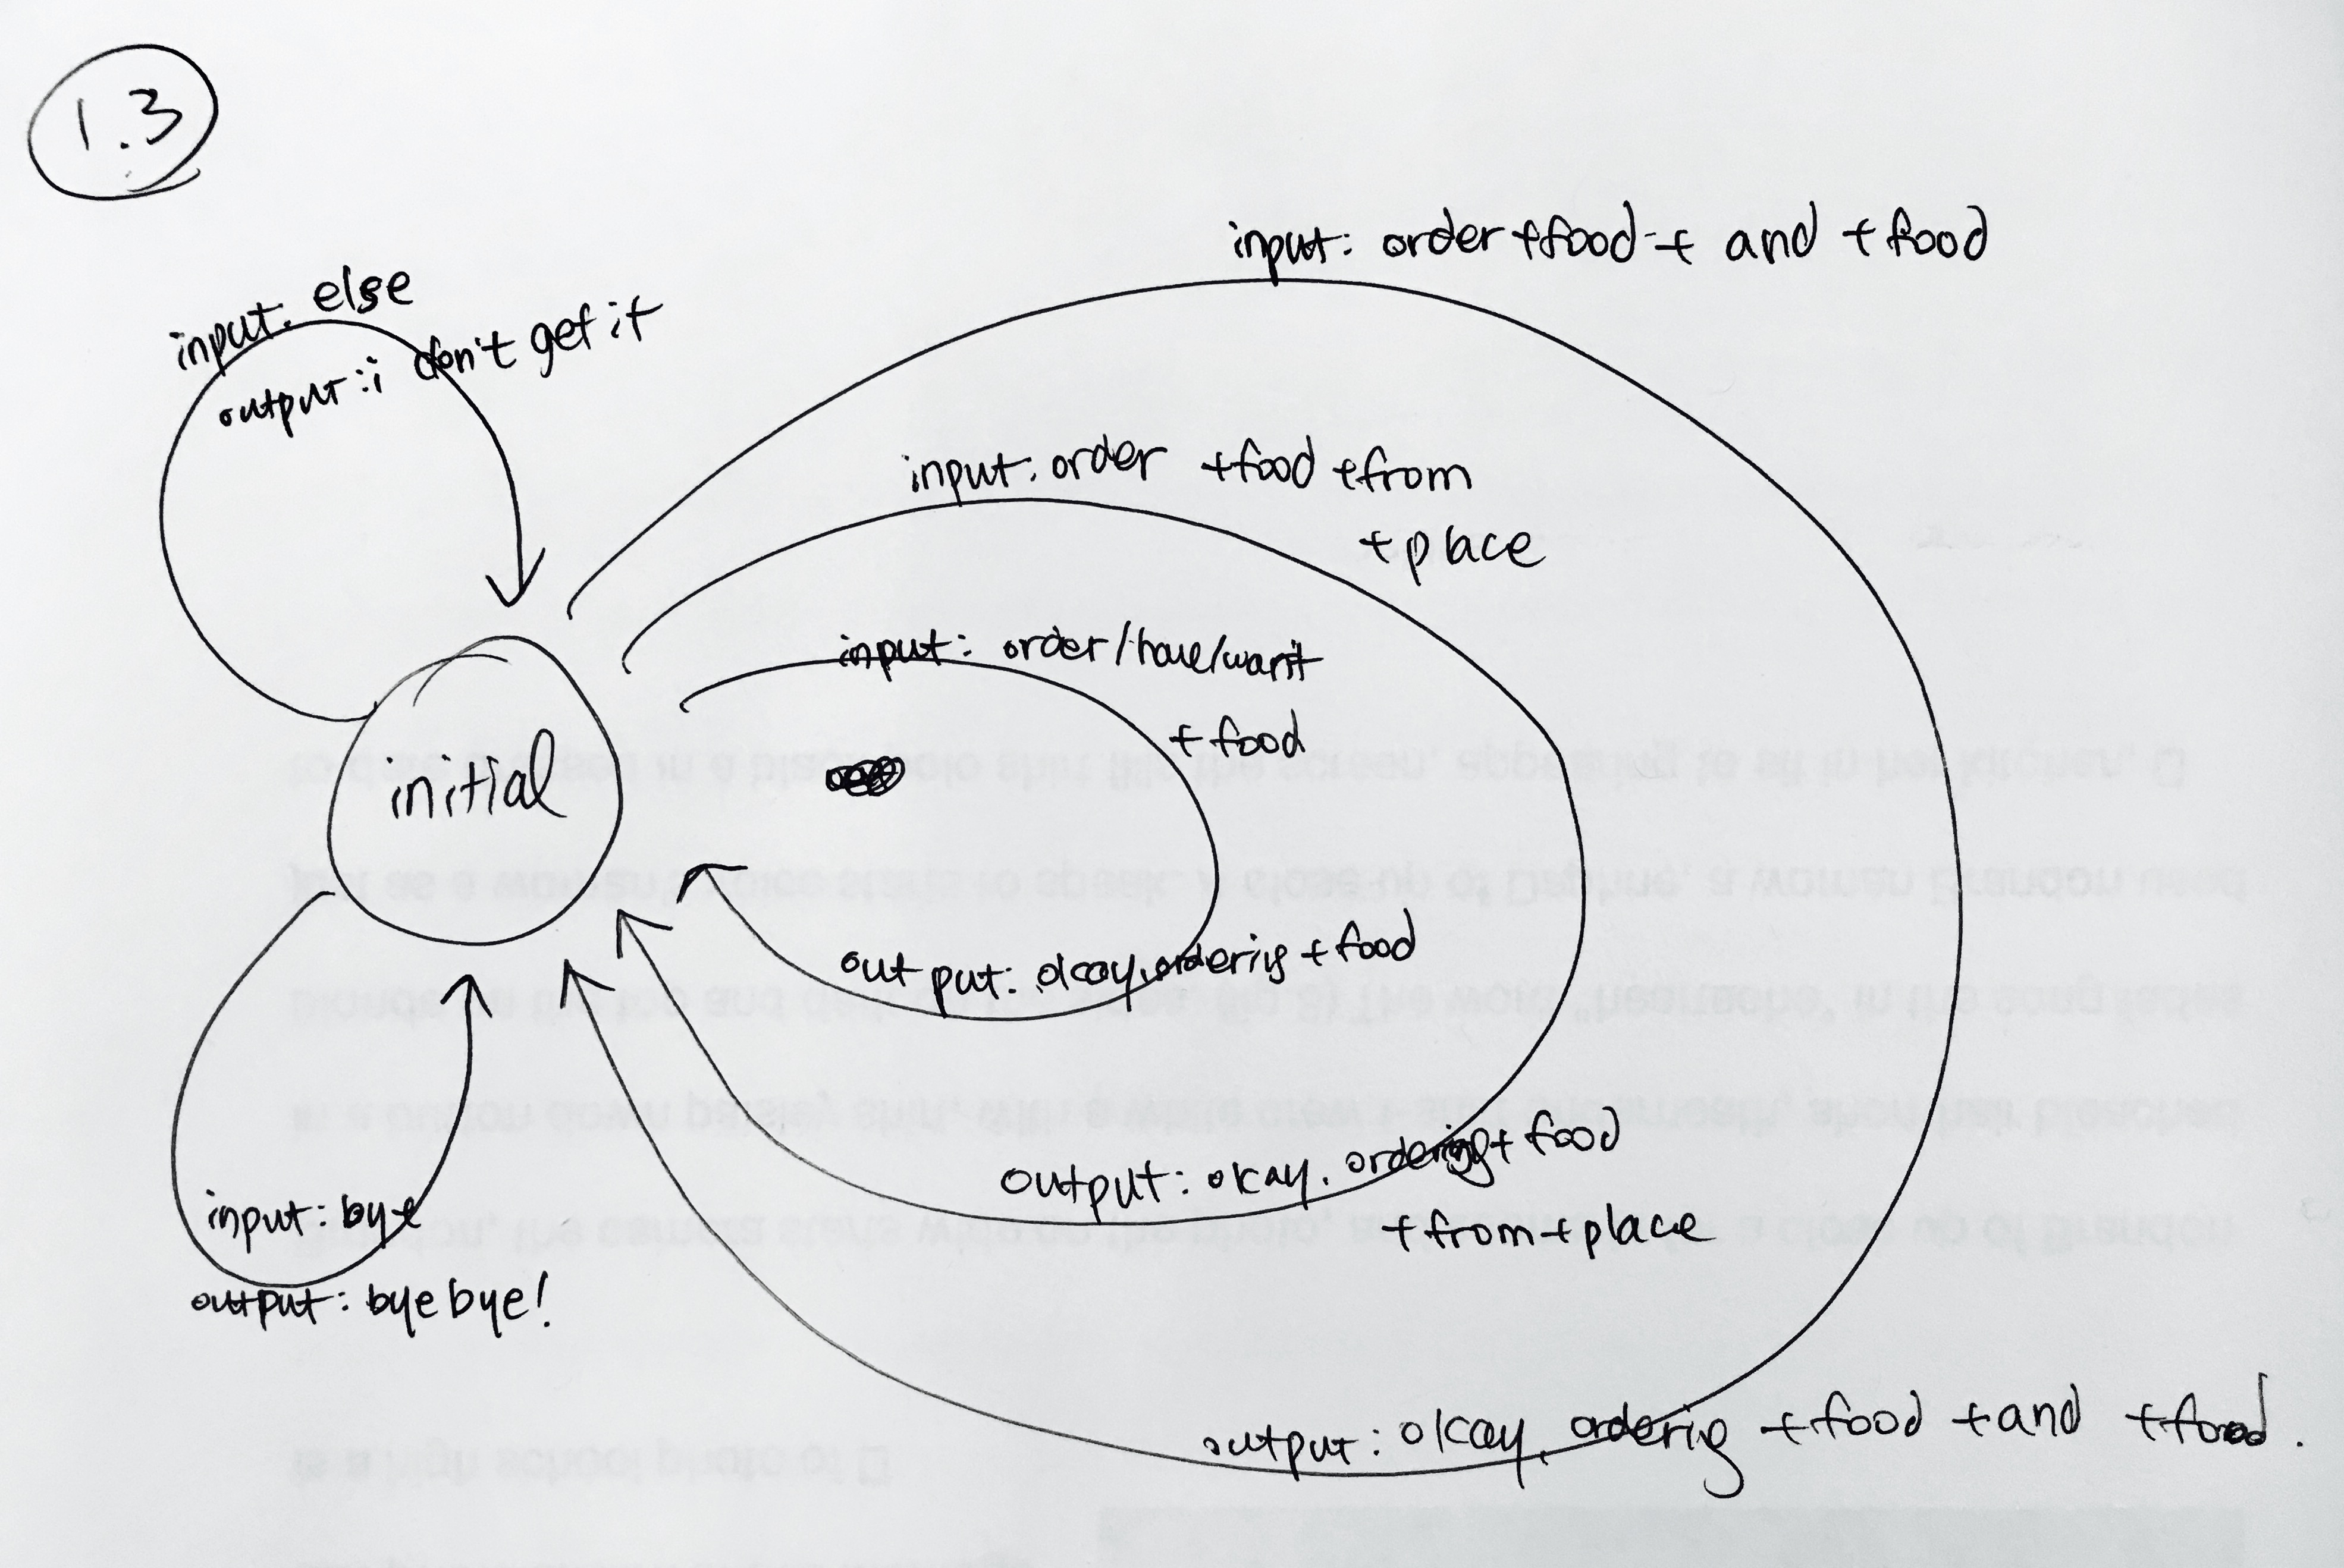 1.3
input: order +food + and + food
input: else
output: i don't get it
input: order +food +from
+ place
input: order/have/want
+ food
initial
output: okay, orderig + food
input: bye
output: bye bye!
output: okay. ordering + food
+ from + place
output: okay, orderig + food + and + food.